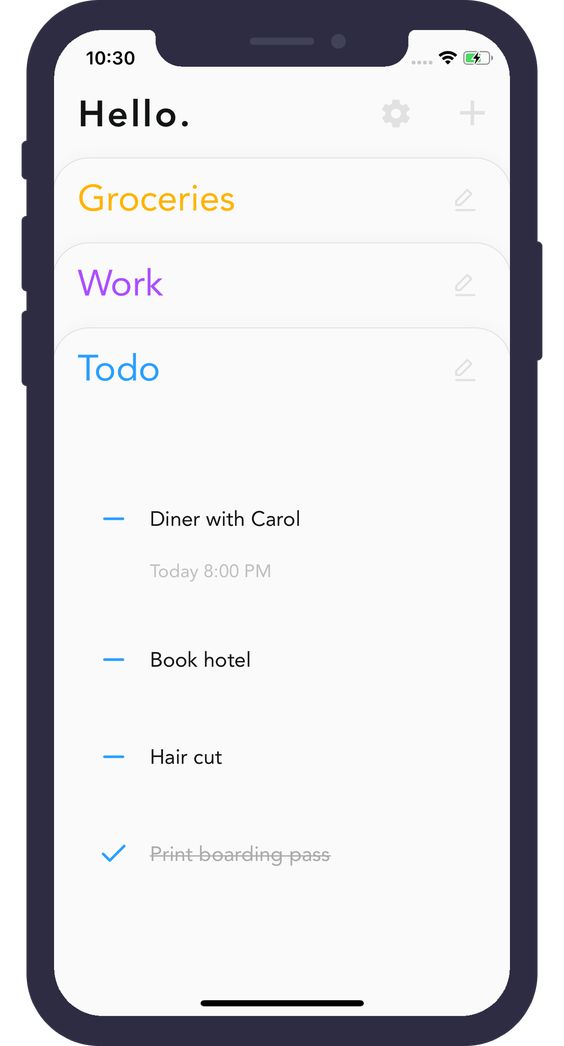 10:30
Hello.
Groceries
Work
Todo
Diner with Carol
Today 8:00 PM
Book hotel
Hair cut
Print boarding pass